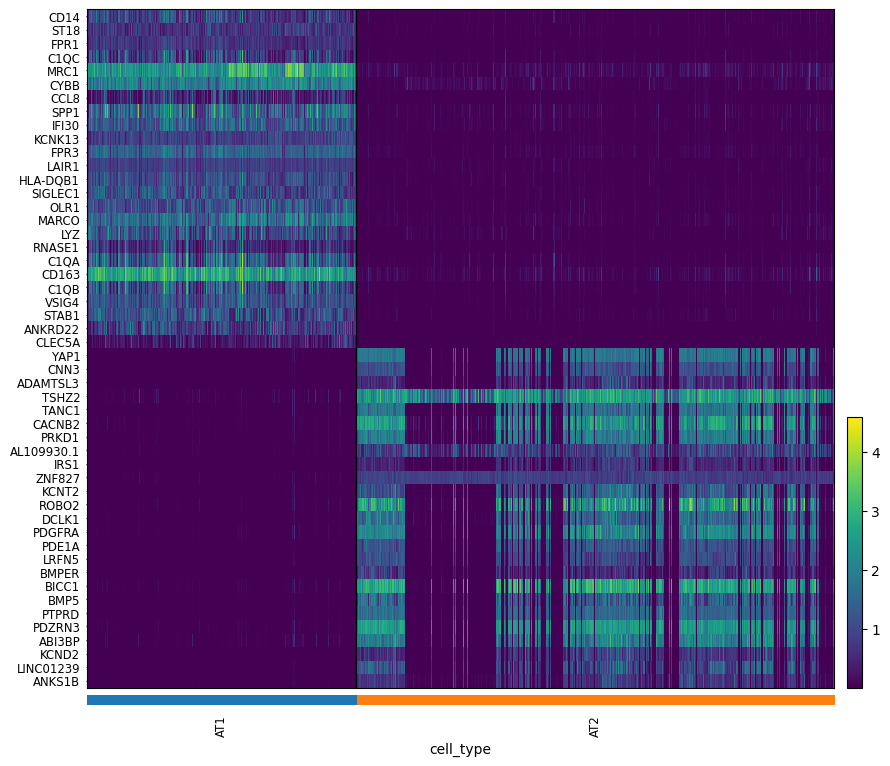 CD14
ST18
FPR1
C1QC
MRC1
CYBB
CCL8
SPP1
IFI30
KCNK13
FPR3
LAIR1
HLA-DQB1
SIGLEC1
OLR1
MARCO
LYZ
RNASE1
C1QA
CD163
C1QB
VSIG4
STAB1
ANKRD22
CLEC5A
YAP1
CNN3
ADAMTSL3
TSHZ2
TANC1
CACNB2
PRKD1
AL109930.1
IRS1
ZNF827
KCNT2
ROBO2
DCLK1
PDGFRA
PDE1A
LRFN5
BMPER
BICC1
BMP5
PTPRD
PDZRN3
ABI3BP
KCND2
LINC01239
ANKS1B
4
3
2
1
AT1
AT2
cell_type